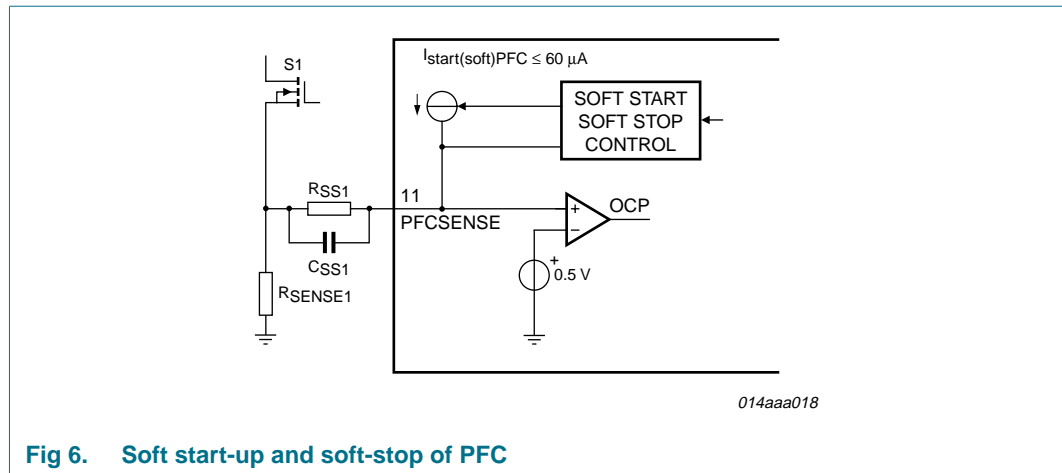 Istart(soft)PFC ≤ 60 μA
S1
SOFT START
SOFT STOP
CONTROL
RSS1
11
PFCSENSE
OCP
+
−
CSS1
+
0.5 V
RSENSE1
014aaa018
Fig 6. Soft start-up and soft-stop of PFC